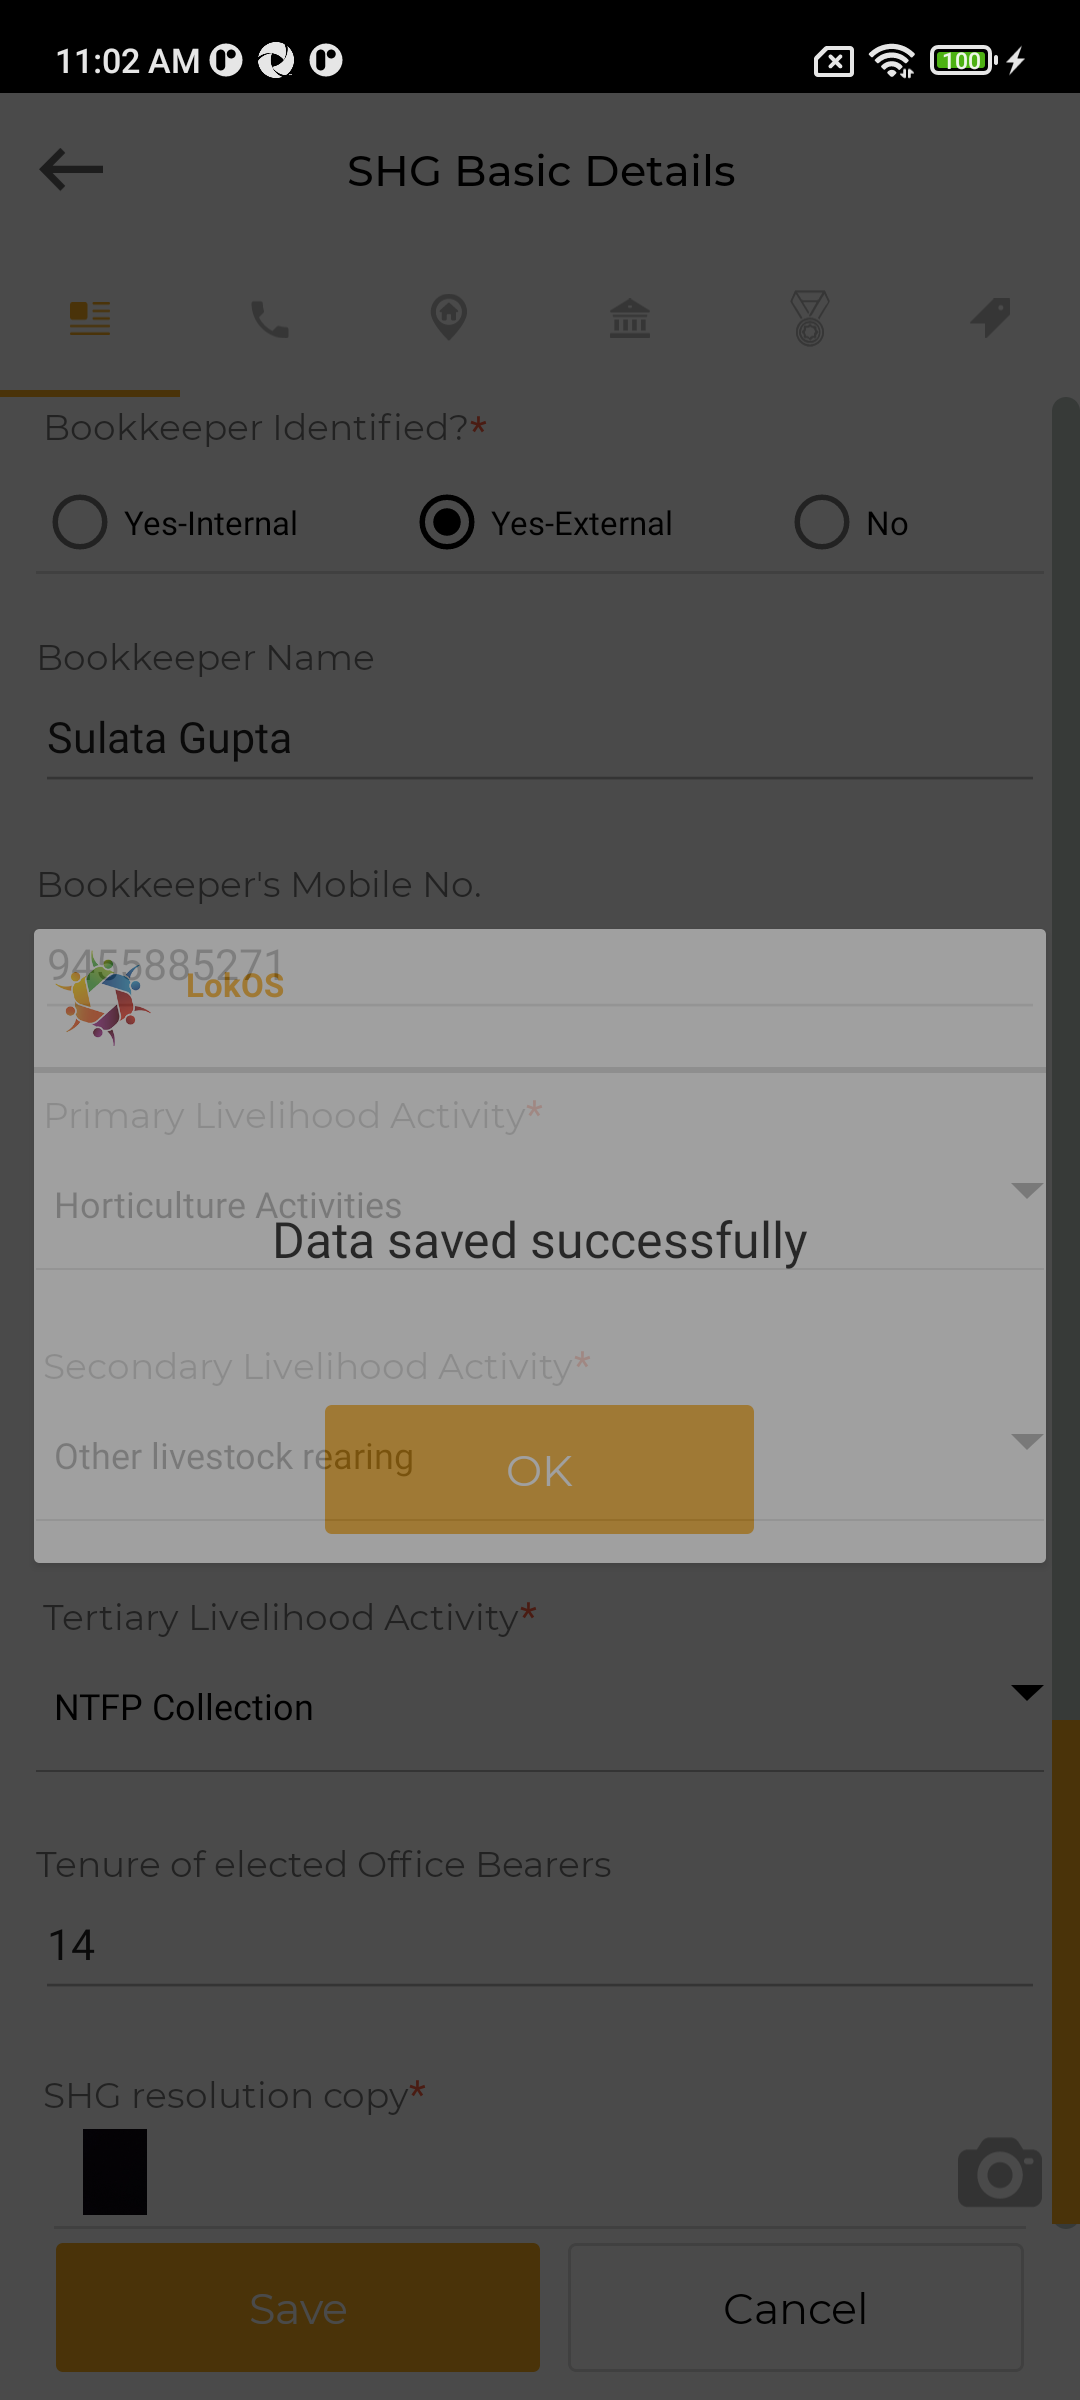 11:02 AM
100
SHG Basic Details
Bookkeeper Identified?*
Yes-Internal Yes-External No
Bookkeeper Name
Sulata Gupta
Bookkeeper's Mobile No.
9455885271
LokOS
Primary Livelihood Activity*
Horticulture Activities
Data saved successfully
Secondary Livelihood Activity*
Other livestock rearing
OK
Tertiary Livelihood Activity*
NTFP Collection
Tenure of elected Office Bearers
14
SHG resolution copy*
Save Cancel